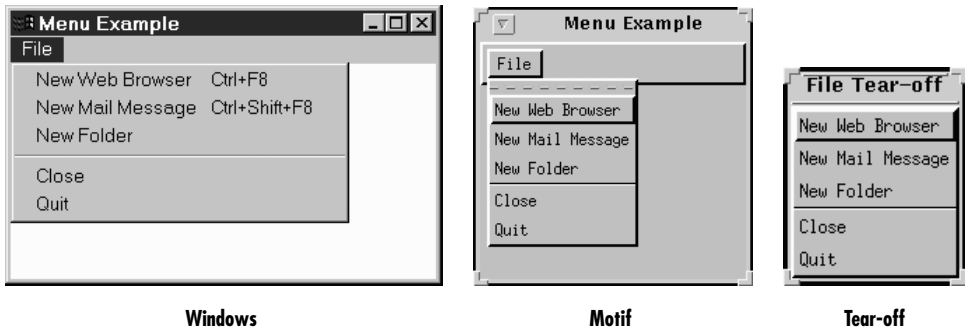 Menu Example
File
New Web Browser Ctrl+F8
New Mail Message Ctrl+Shift+F8
New Folder
Close
Quit
Windows
Menu Example
File
New Web Browser
New Mail Message
New Folder
Close
Quit
Motif
File Tear-off
New Web Browser
New Mail Message
New Folder
Close
Quit
Tear-off